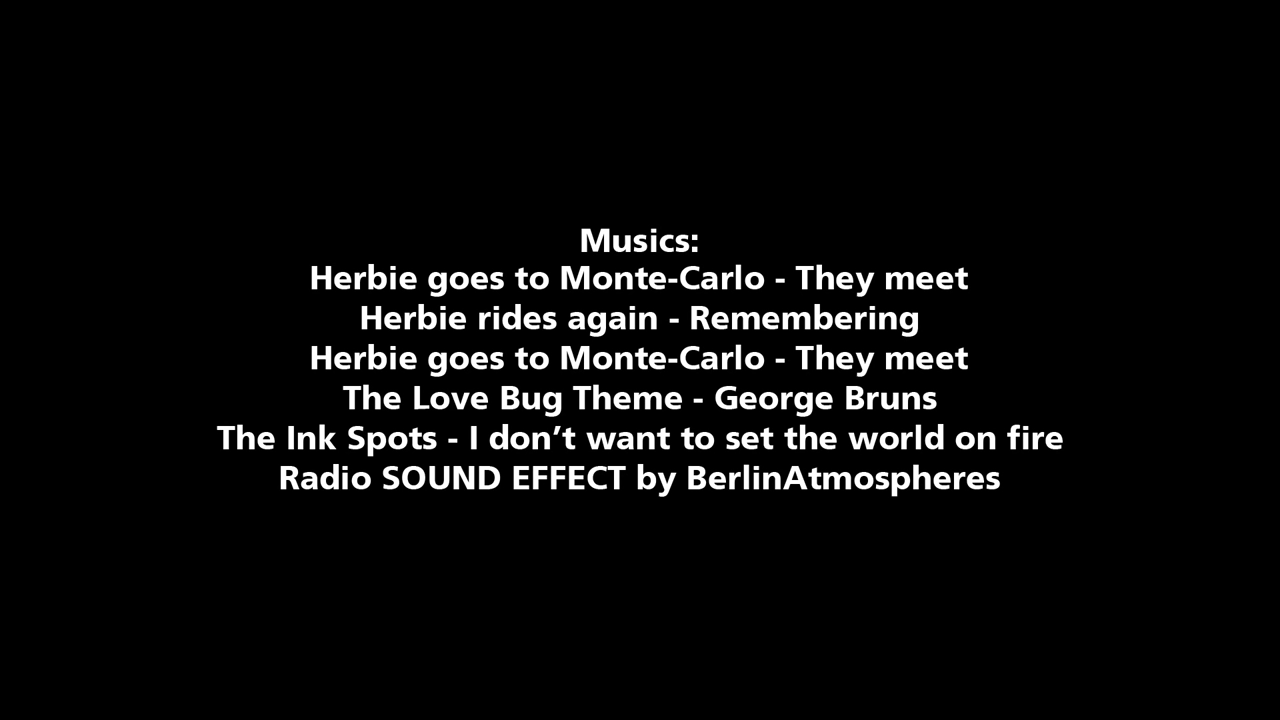 Musics:
Herbie goes to Monte-Carlo - They meet
Herbie rides again - Remembering
Herbie goes to Monte-Carlo - They meet
The Love Bug Theme - George Bruns
The Ink Spots - I don’t want to set the world on fire
Radio SOUND EFFECT by BerlinAtmospheres